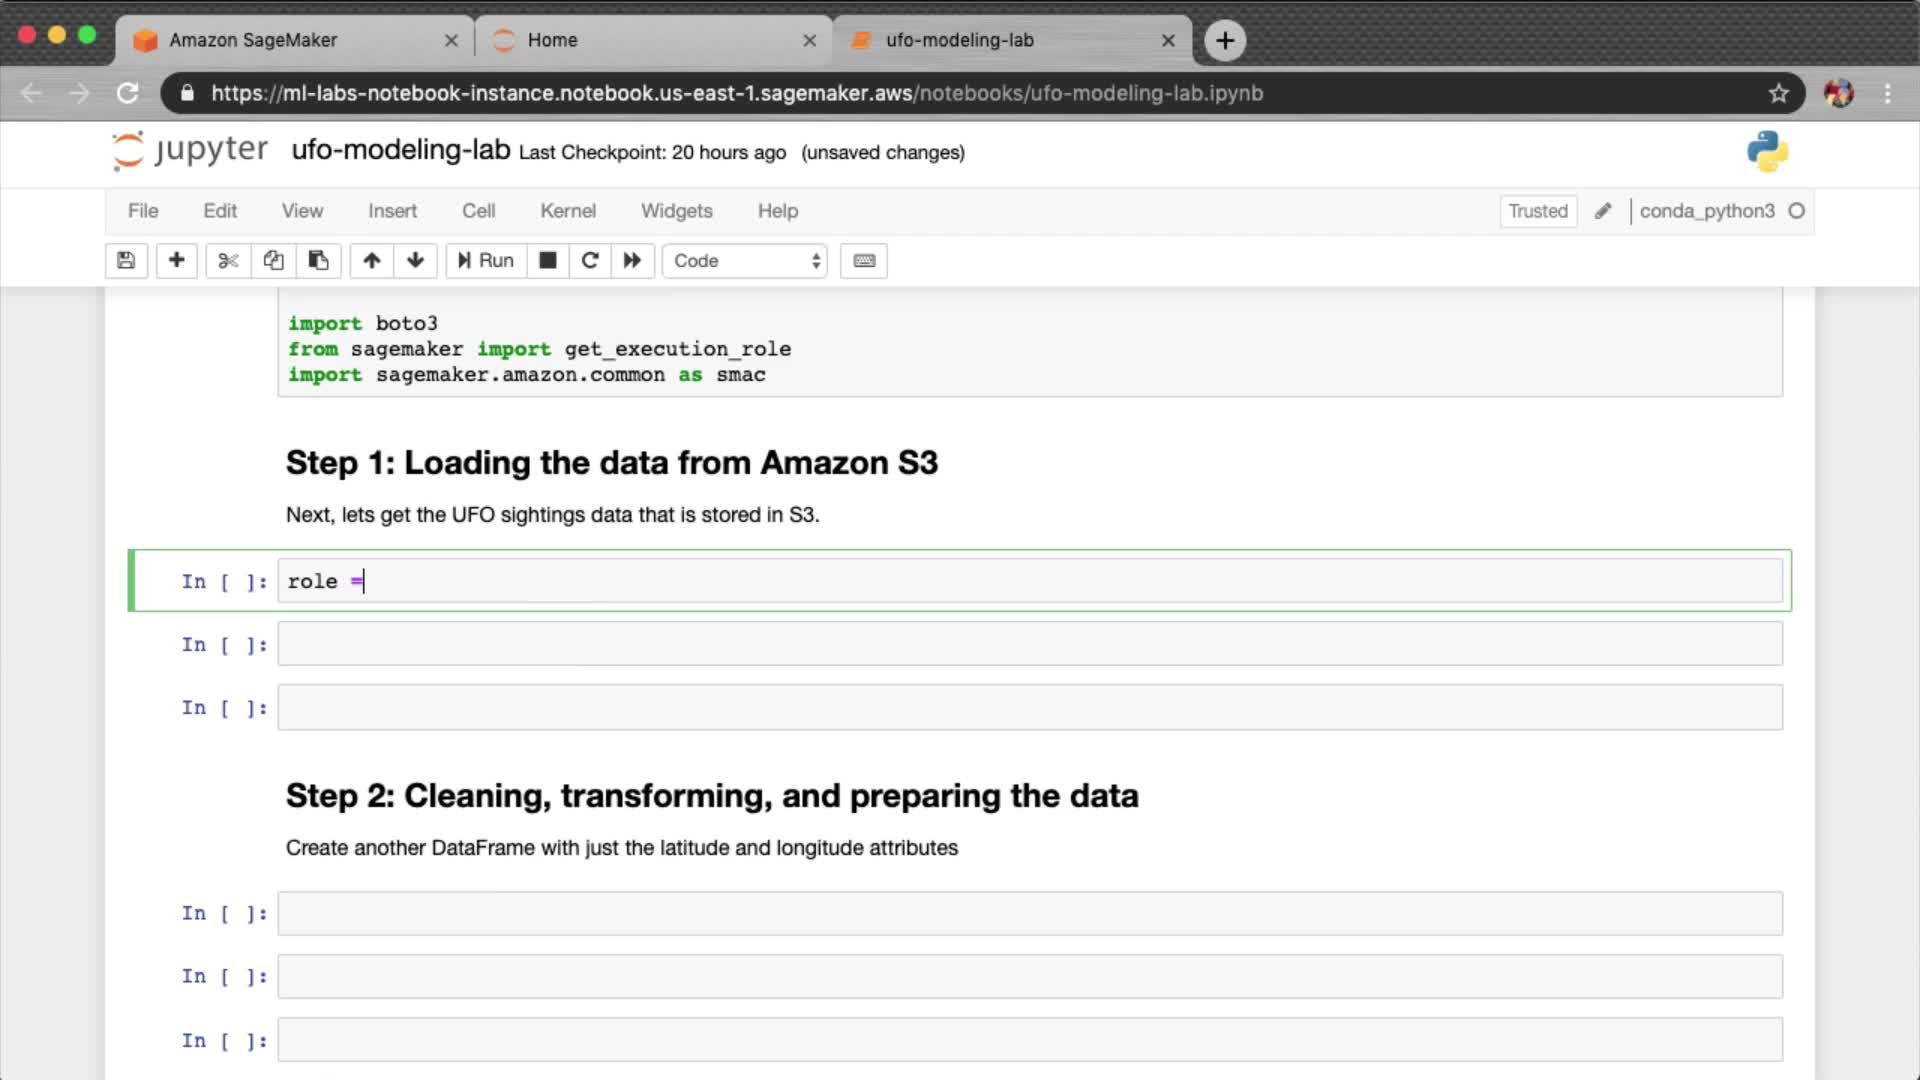 Amazon SageMaker
Home
ufo-modeling-lab
https://ml-labs-notebook-instance.notebook.us-east-1.sagemaker.aws/notebooks/ufo-modeling-lab.ipynb
jupyter ufo-modeling-lab Last Checkpoint: 20 hours ago (unsaved changes)
File Edit View Insert Cell Kernel Widgets Help Trusted conda_python3
Run Code
import boto3
from sagemaker import get_execution_role
import sagemaker.amazon.common as smac
Step 1: Loading the data from Amazon S3
Next, lets get the UFO sightings data that is stored in S3.
In [ ]: role =
In [ ]:
In [ ]:
Step 2: Cleaning, transforming, and preparing the data
Create another DataFrame with just the latitude and longitude attributes
In [ ]:
In [ ]:
In [ ]: